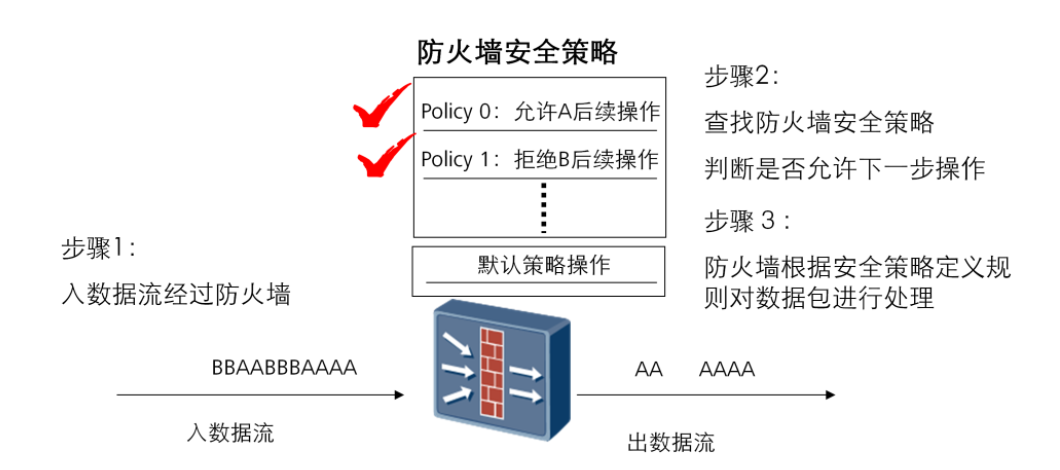 防火墙安全策略
Policy 0：允许A后续操作
Policy 1：拒绝B后续操作
默认策略操作
步骤1：
入数据流经过防火墙
步骤2：
查找防火墙安全策略
判断是否允许下一步操作
步骤 3：
防火墙根据安全策略定义规
则对数据包进行处理
BBAABBBAAAA
入数据流
AA AAAA
出数据流